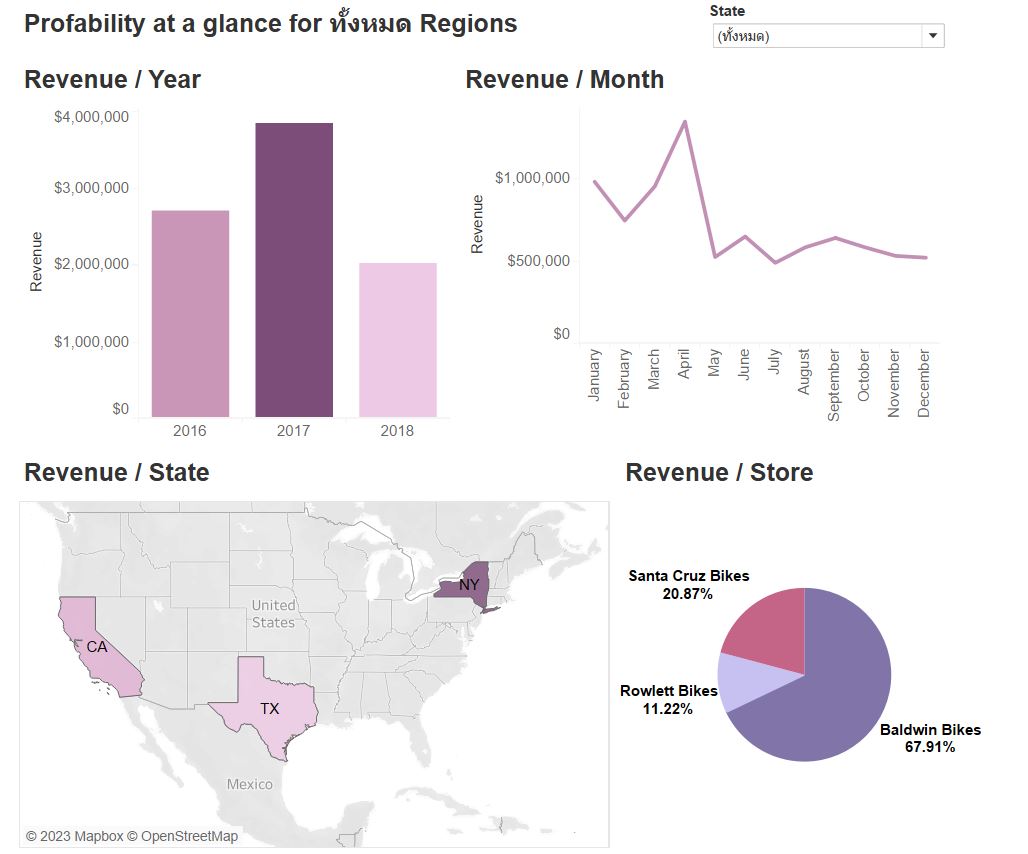 Profability at a glance for ทั้งหมด Regions
State
(ทั้งหมด)
Revenue / Year
$4,000,000
$3,000,000
$2,000,000
$1,000,000
$0
Revenue
2016
2017
2018
Revenue / Month
$1,000,000
$500,000
$0
Revenue
January
February
March
April
May
June
July
August
September
October
November
December
Revenue / State
United
States
NY
CA
TX
Mexico
© 2023 Mapbox © OpenStreetMap
Revenue / Store
Santa Cruz Bikes
20.87%
Rowlett Bikes
11.22%
Baldwin Bikes
67.91%